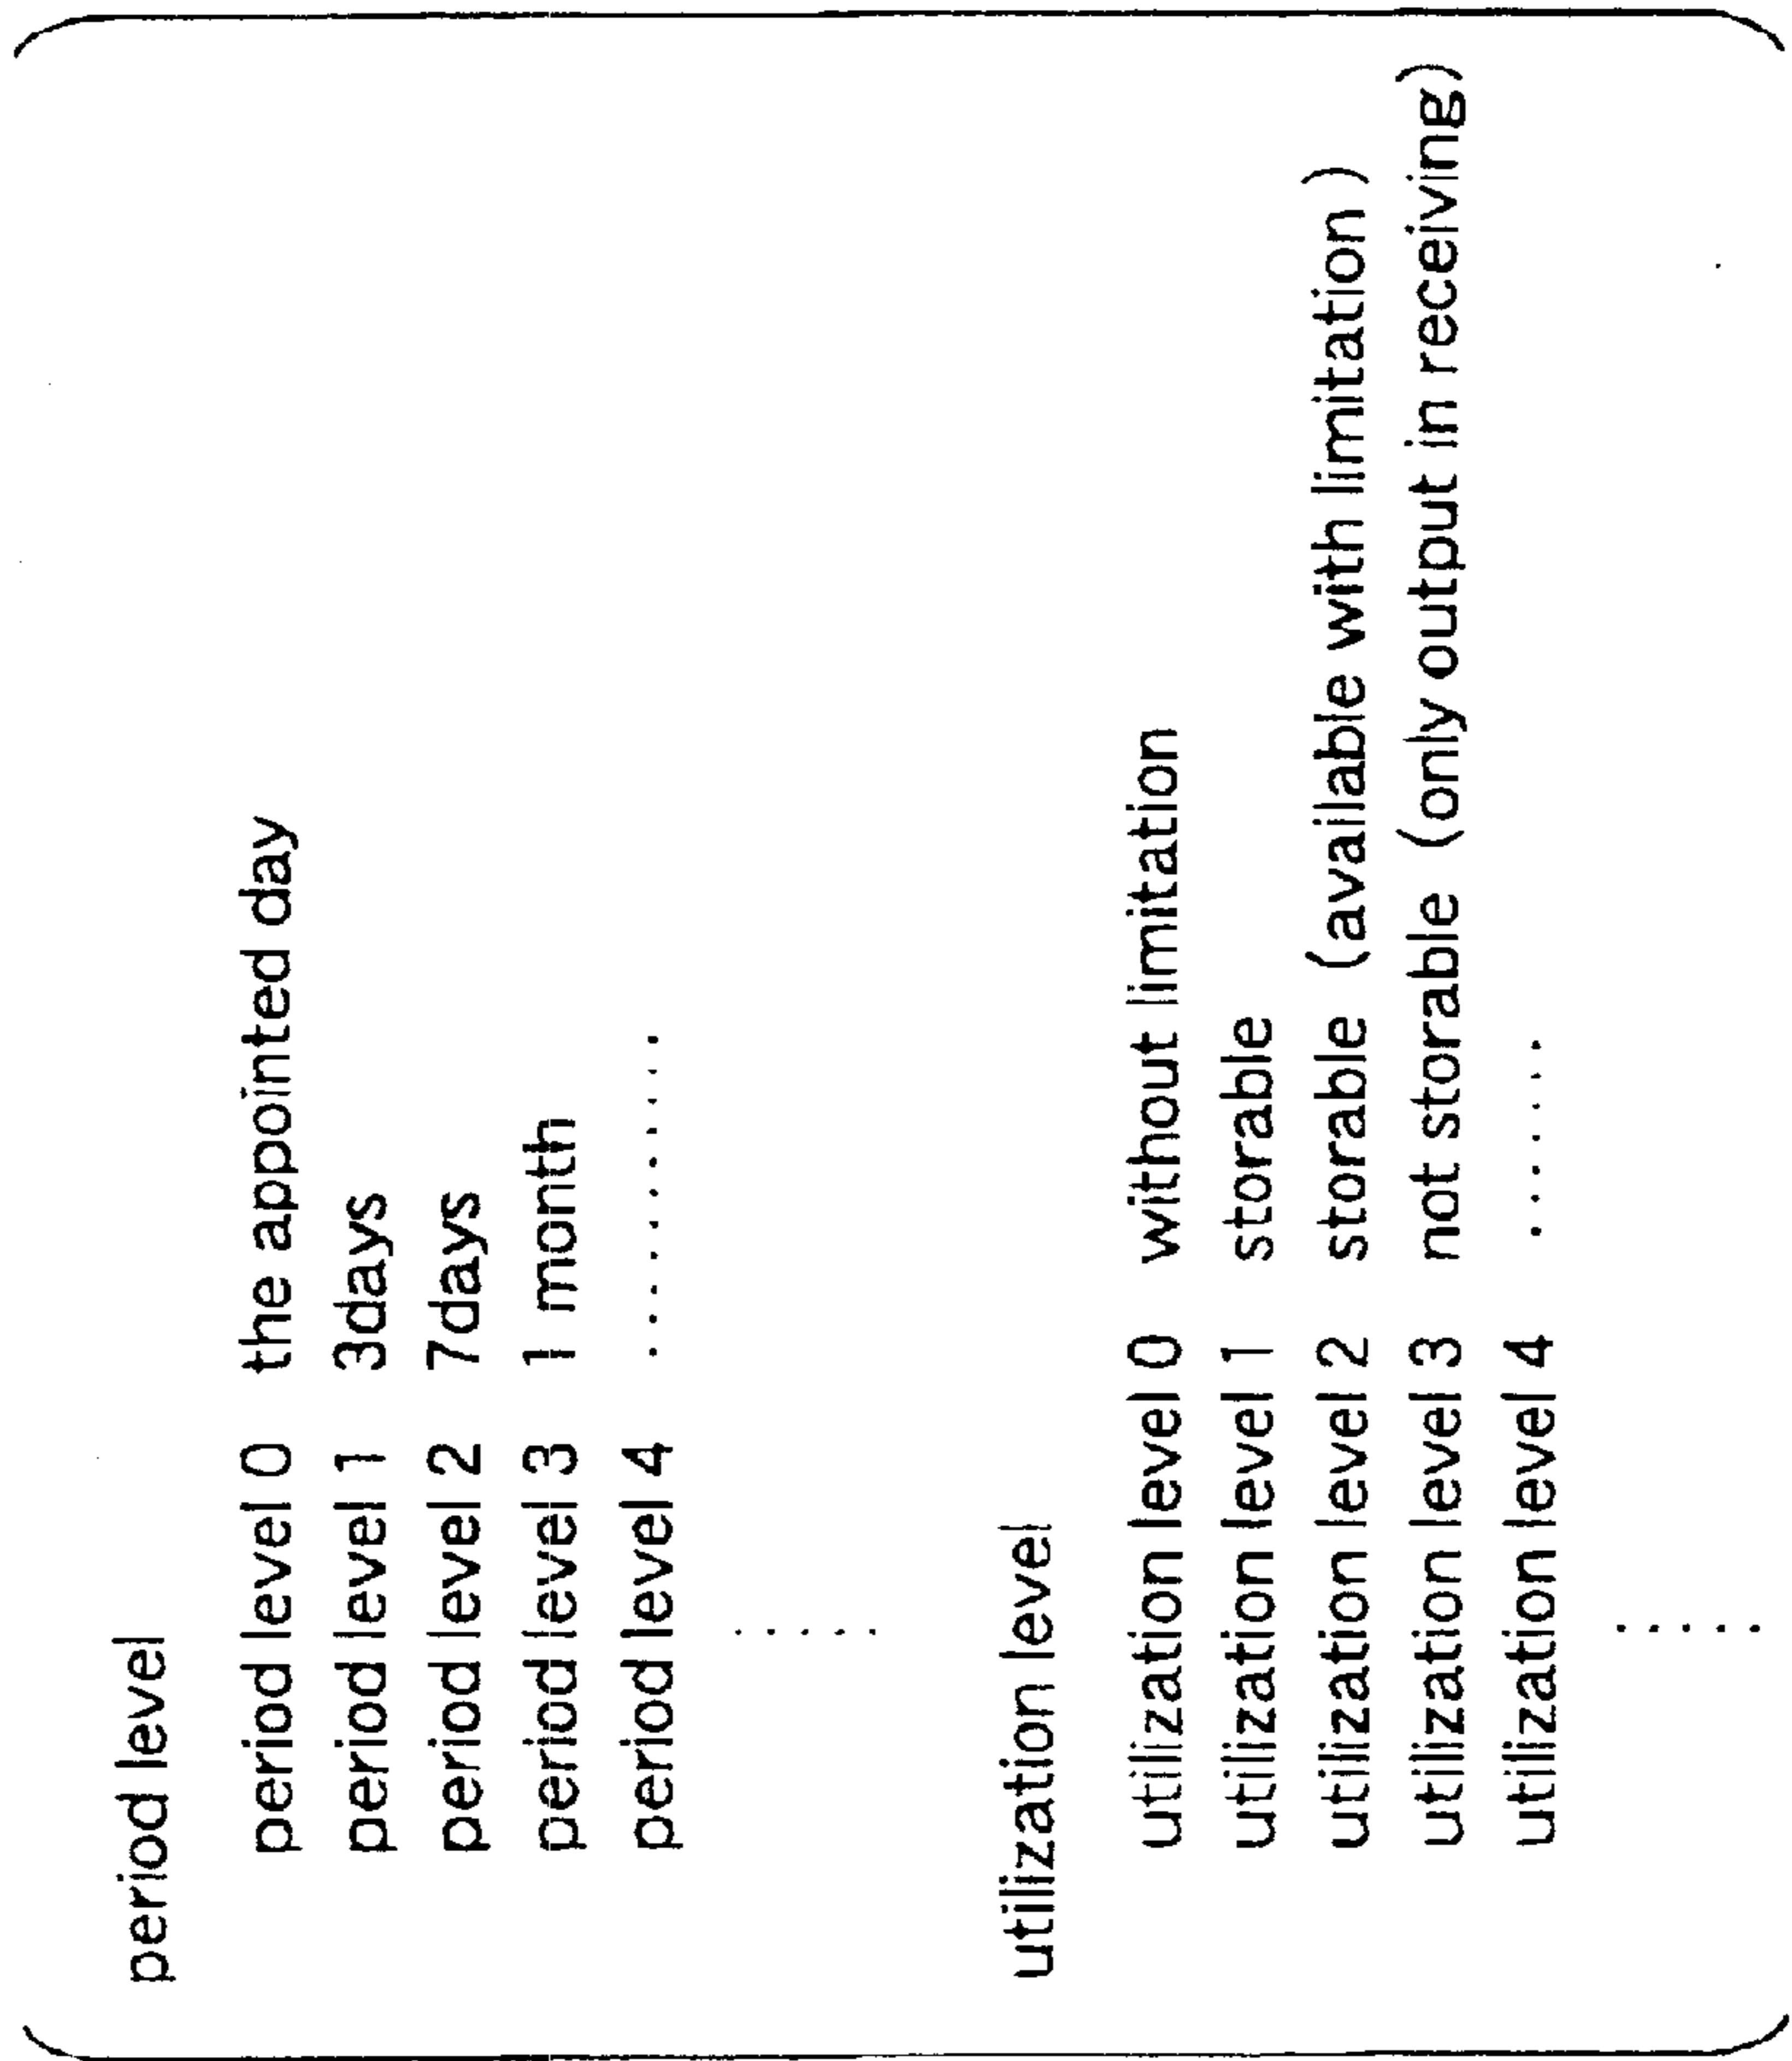 period level
period level 0 the appointed day
period level 1 3days
period level 2 7days
period level 3 1 month
period level 4 ...........
.....
utilization level
utilization level 0 without limitation
utilization level 1 storable
utilization level 2 storable (available with limitation )
utilization level 3 not storable (only output in receiving)
utilization level 4 .......
.....